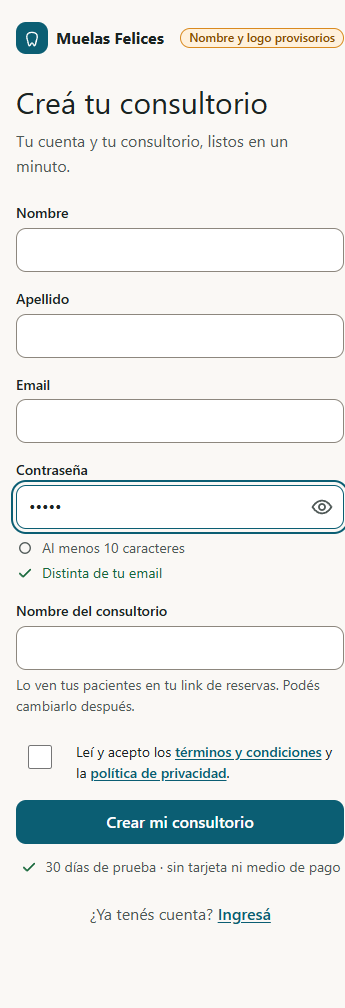 Muelas Felices
Nombre y logo provisorios
Creá tu consultorio
Tu cuenta y tu consultorio, listos en un
minuto.
Nombre
Apellido
Email
Contraseña
•••••
Al menos 10 caracteres
Distinta de tu email
Nombre del consultorio
Lo ven tus pacientes en tu link de reservas. Podés
cambiarlo después.
Leí y acepto los términos y condiciones y
la política de privacidad.
Crear mi consultorio
30 días de prueba · sin tarjeta ni medio de pago
¿Ya tenés cuenta? Ingresá